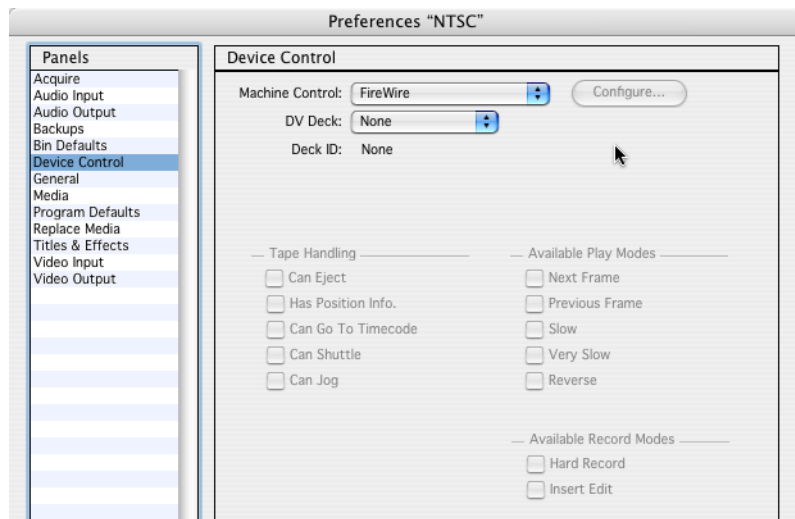 Preferences “NTSC”
Panels
Acquire
Audio Input
Audio Output
Backups
Bin Defaults
Device Control
General
Media
Program Defaults
Replace Media
Titles & Effects
Video Input
Video Output
Device Control
Machine Control: FireWire Configure...
DV Deck: None
Deck ID: None
Tape Handling
Can Eject
Has Position Info.
Can Go To Timecode
Can Shuttle
Can Jog
Available Play Modes
Next Frame
Previous Frame
Slow
Very Slow
Reverse
Available Record Modes
Hard Record
Insert Edit